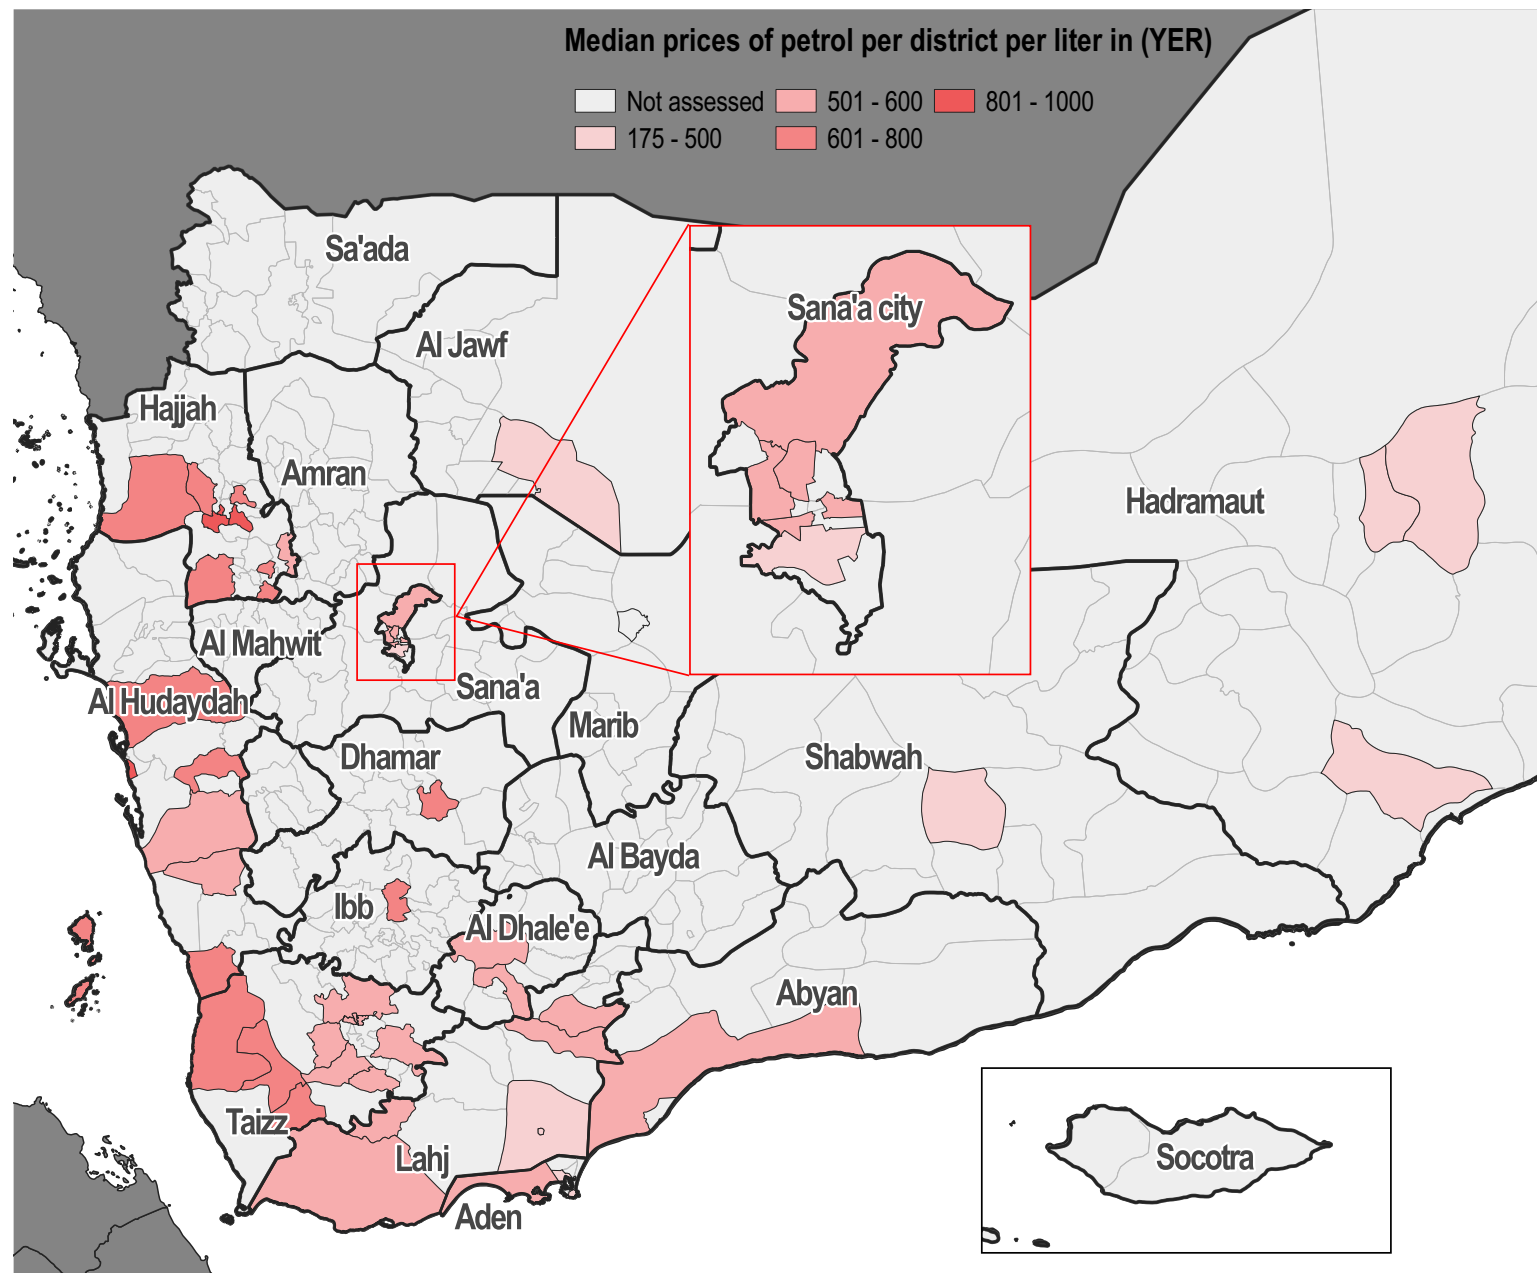 Median prices of petrol per district per liter in (YER)
Not assessed
501 - 600
801 - 1000
175 - 500
601 - 800
Sa'ada
Sana'a city
Al Jawf
Hajjah
Amran
Hadramaut
Al Mahwit
Sana'a
Al Hudaydah
Marib
Dhamar
Shabwah
Al Bayda
Ibb
Al Dhale'e
Abyan
Taizz
Lahj
Socotra
Aden